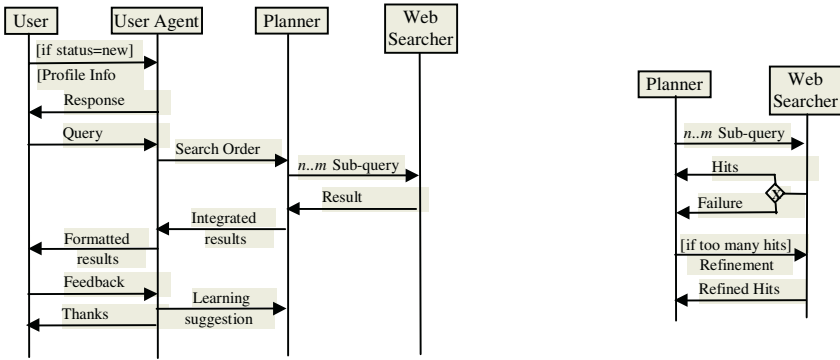 User
User Agent
Planner
Web
Searcher
[if status=new]
[Profile Info
Response
Query
Search Order
n..m Sub-query
Result
Integrated
results
Formatted
results
Feedback
Learning
suggestion
Thanks
Planner
Web
Searcher
n..m Sub-query
Hits
x
Failure
[if too many hits]
Refinement
Refined Hits